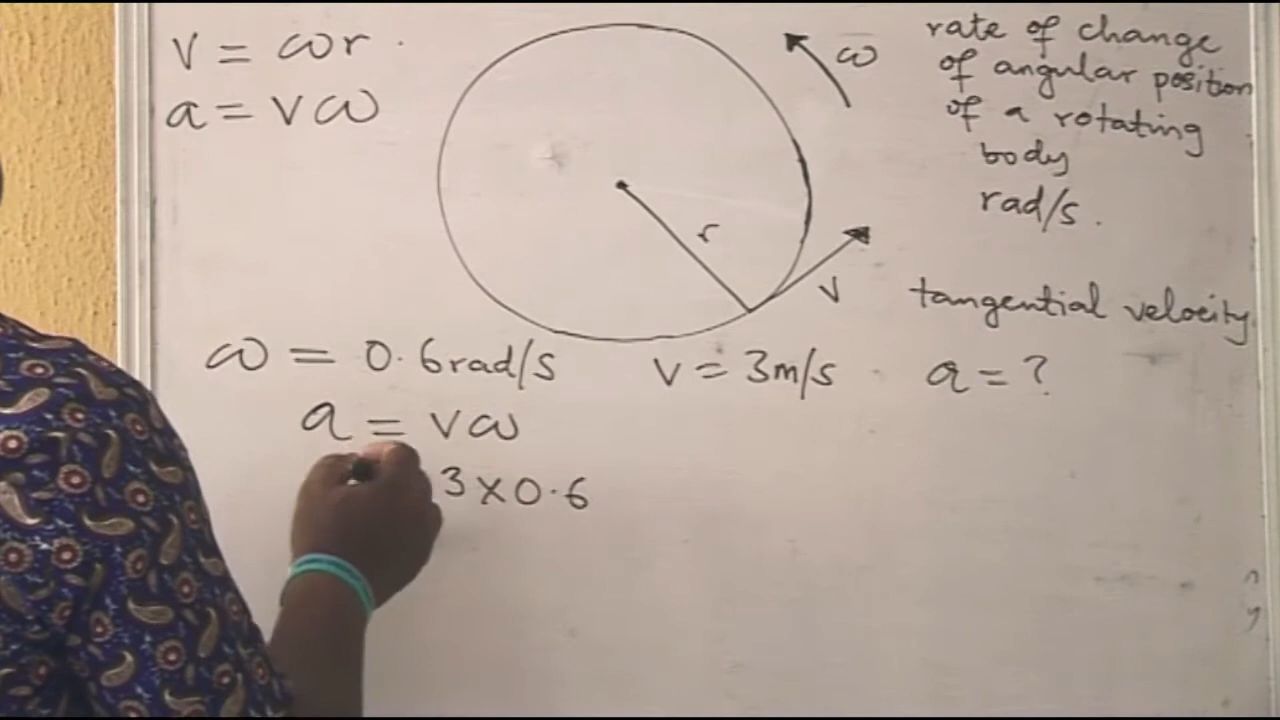 v = ωr.
a = vω
ω
rate of change
of angular position
of a rotating
body
rad/s.
r
v
tangential velocity
ω = 0.6rad/s v = 3m/s a = ?
a = vω
3×0.6